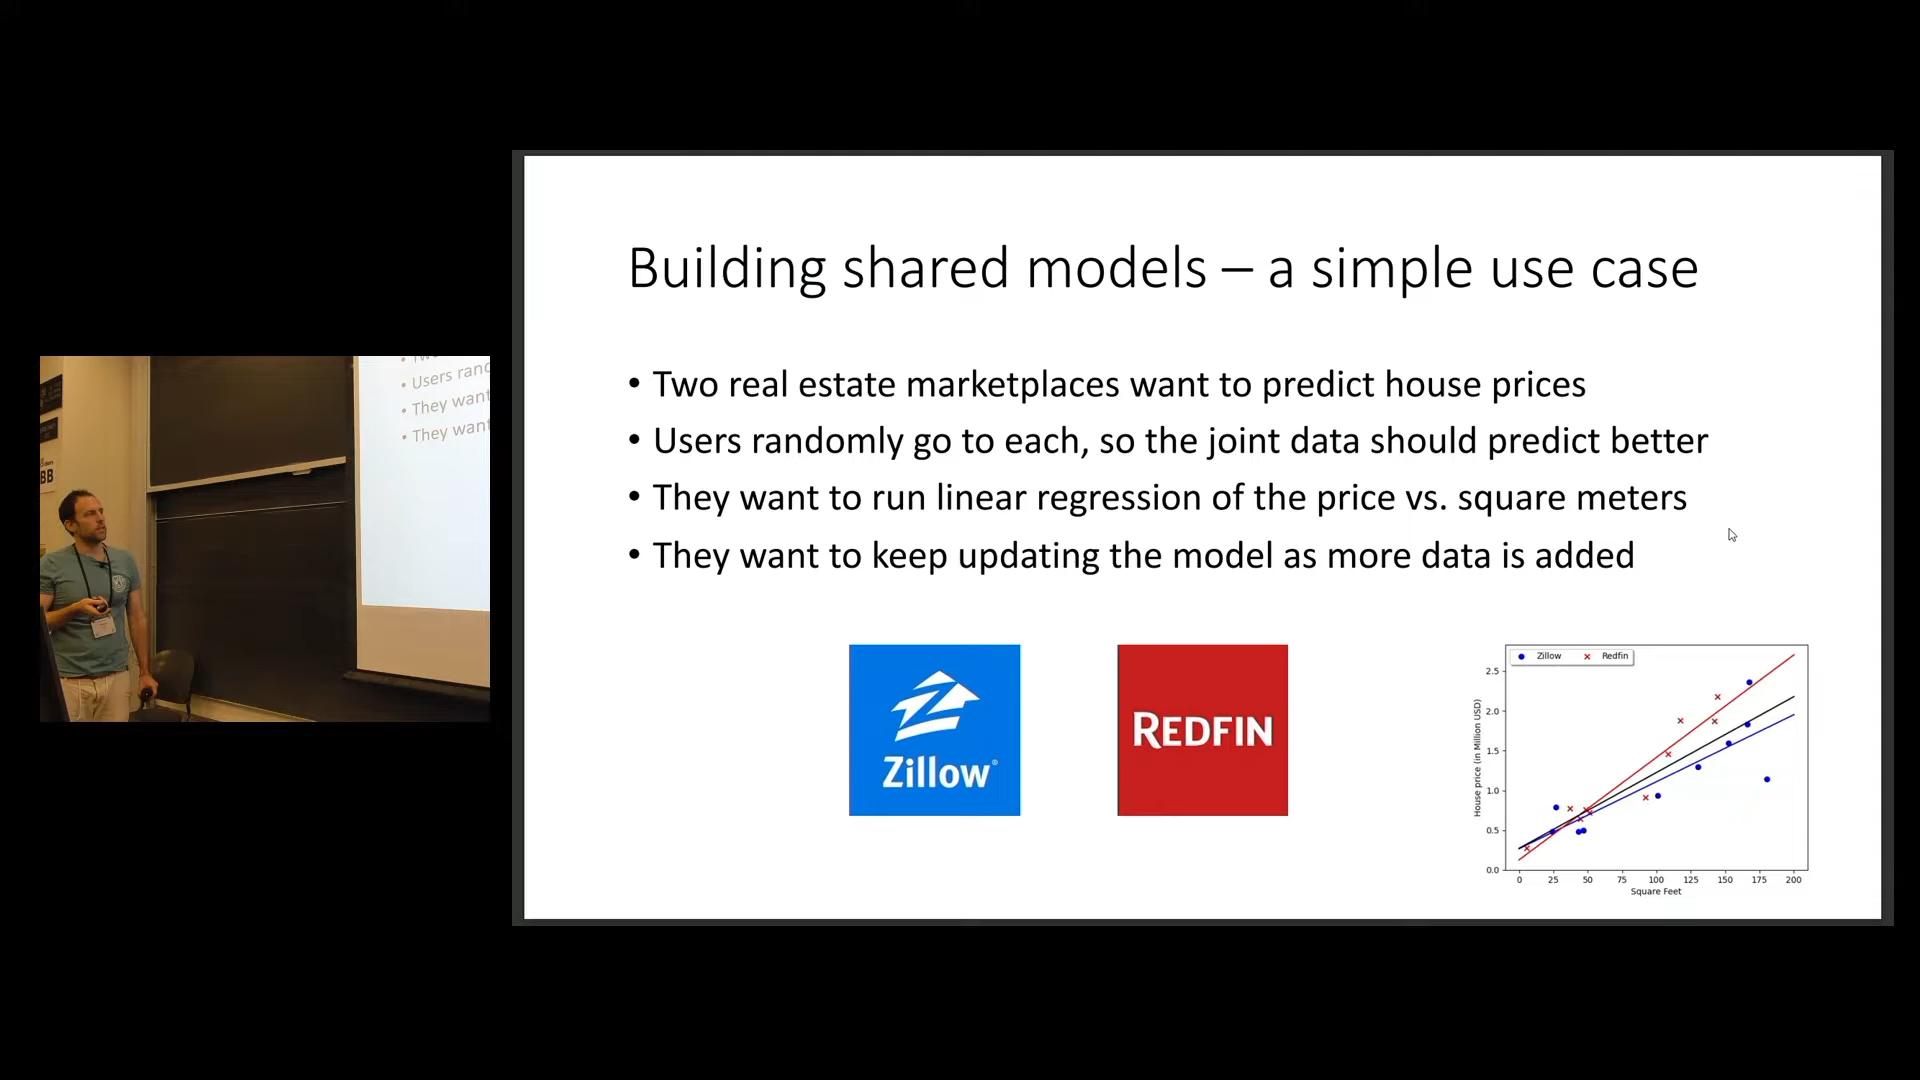 Users rand
They want
They want
BB
Building shared models – a simple use case
• Two real estate marketplaces want to predict house prices
• Users randomly go to each, so the joint data should predict better
• They want to run linear regression of the price vs. square meters
• They want to keep updating the model as more data is added
Zillow®
REDFIN
Zillow Redfin
House price (in Million USD)
2.5
2.0
1.5
1.0
0.5
0.0
0 25 50 75 100 125 150 175 200
Square Feet